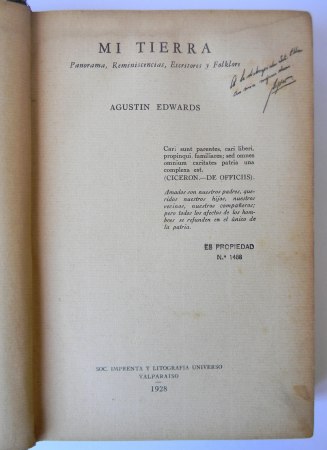 MI TIERRA
Panorama, Reminiscencias, Escritores y Folklore
AGUSTIN EDWARDS
Cari sunt parentes, cari liberi,
propinqui, familiares; sed omnes
omnium caritates patria una
complexa est.
(CICERON.—DE OFFICHS).
Amados son nuestros padres, que-
ridos nuestros hijos, nuestros
vecinos, nuestros compañeros;
pero todos los afectos de los hom-
bres se refunden en el único de
la patria.
ES PROPIEDAD
N.º 1468
SOC. IMPRENTA Y LITOGRAFIA UNIVERSO
VALPARAISO
—
1928